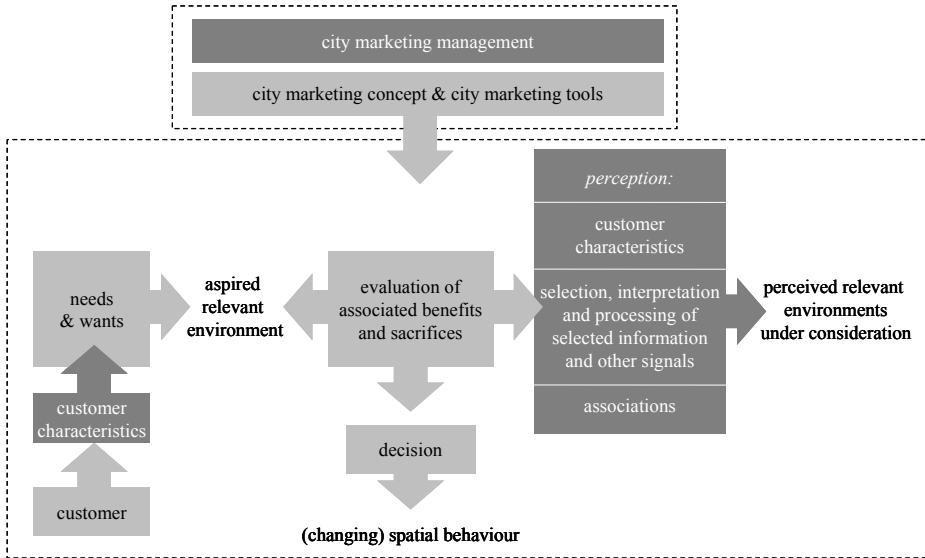 city marketing management
city marketing concept & city marketing tools
perception:
customer
characteristics
needs
& wants
aspired
relevant
environment
evaluation of
associated benefits
and sacrifices
selection, interpretation
and processing of
selected information
and other signals
perceived relevant
environments
under consideration
associations
customer
characteristics
decision
customer
(changing) spatial behaviour